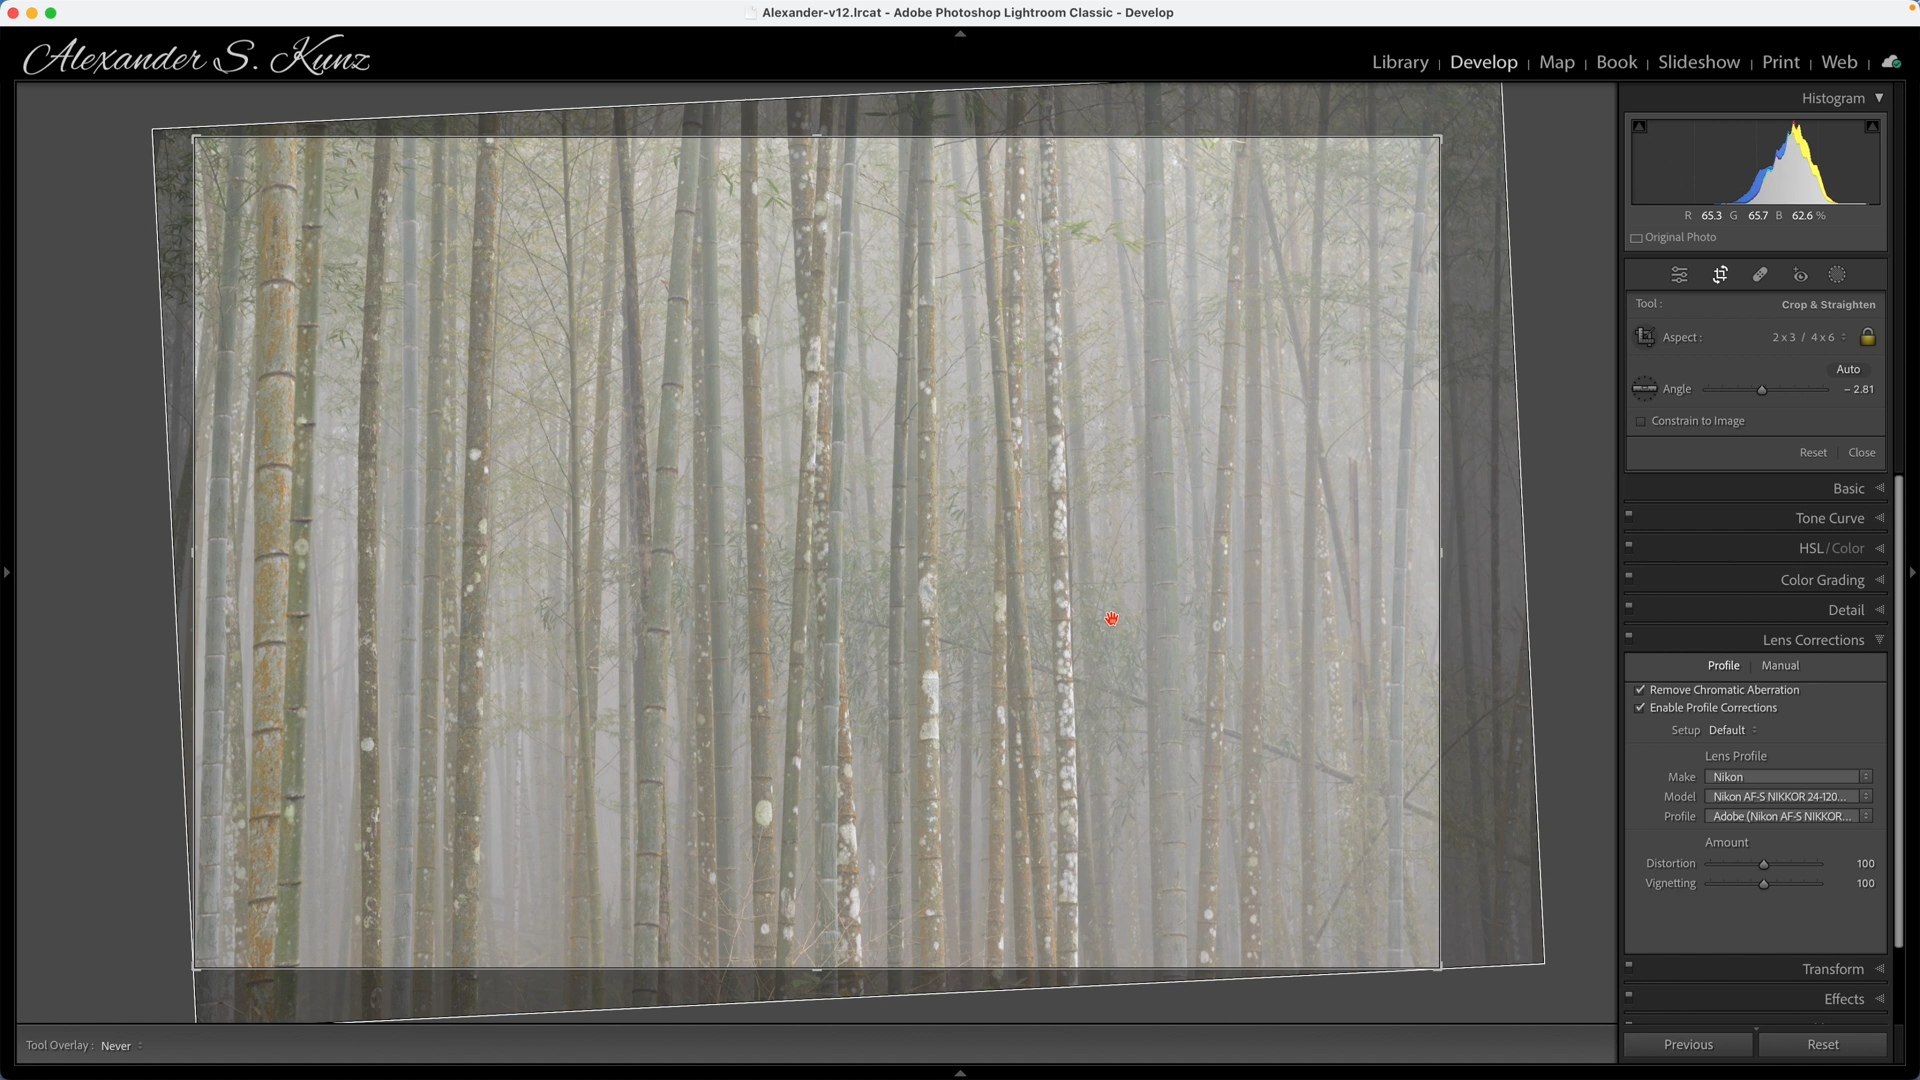 Alexander-v12.lrcat - Adobe Photoshop Lightroom Classic - Develop
Alexander S. Kunz
Library | Develop | Map | Book | Slideshow | Print | Web |
Histogram
R 65.3 G 65.7 B 62.6 %
Original Photo
Tool : Crop & Straighten
Aspect : 2 x 3 / 4 x 6
Auto
Angle – 2.81
Constrain to Image
Reset Close
Basic
Tone Curve
HSL / Color
Color Grading
Detail
Lens Corrections
Profile | Manual
Remove Chromatic Aberration
Enable Profile Corrections
Setup Default
Lens Profile
Make Nikon
Model Nikon AF-S NIKKOR 24-120...
Profile Adobe (Nikon AF-S NIKKOR...
Amount
Distortion 100
Vignetting 100
Transform
Effects
Tool Overlay : Never
Previous Reset